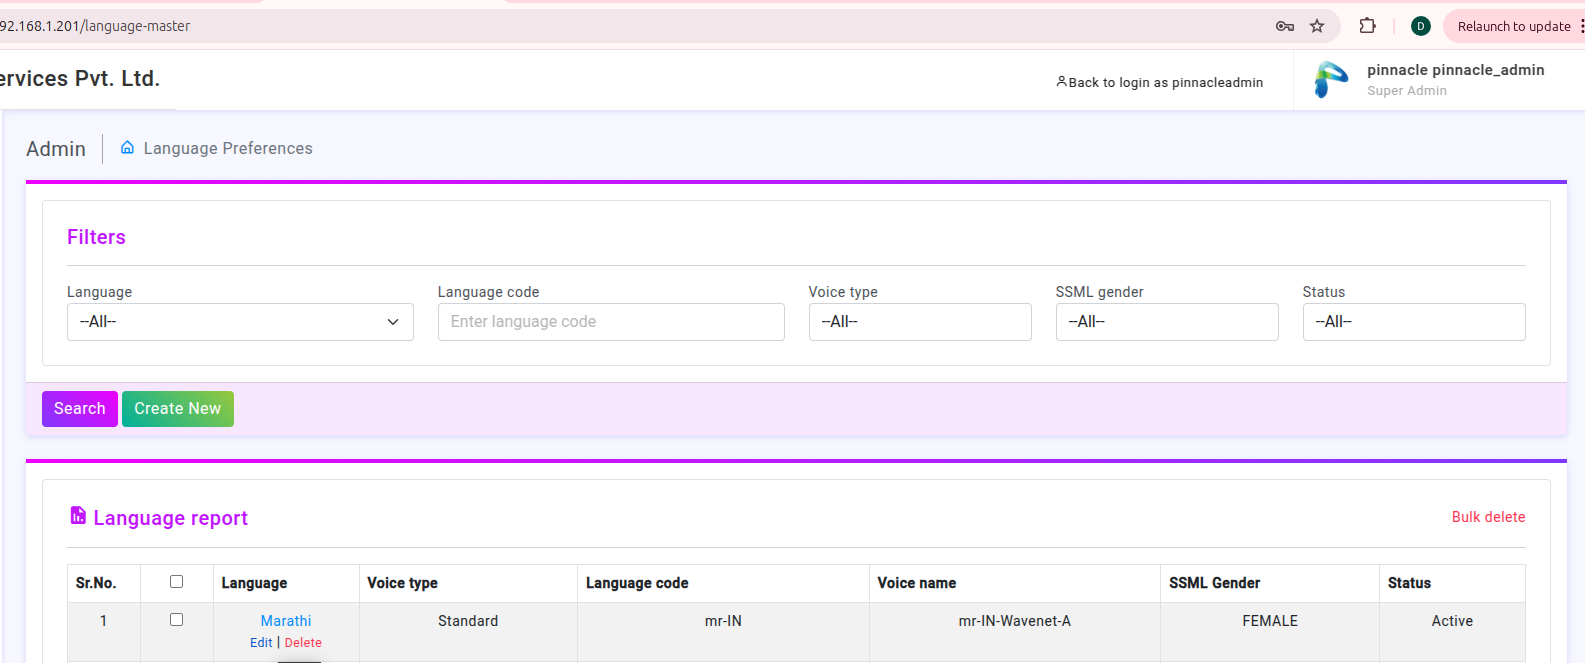 92.168.1.201/language-master
D
Relaunch to update
ervices Pvt. Ltd.
Back to login as pinnacleadmin
pinnacle pinnacle_admin
Super Admin
Admin
Language Preferences
Filters
Language Language code Voice type SSML gender Status
--All-- Enter language code --All-- --All-- --All--
Search Create New
Language report Bulk delete
Sr.No. Language Voice type Language code Voice name SSML Gender Status
1 Marathi Standard mr-IN mr-IN-Wavenet-A FEMALE Active
Edit | Delete